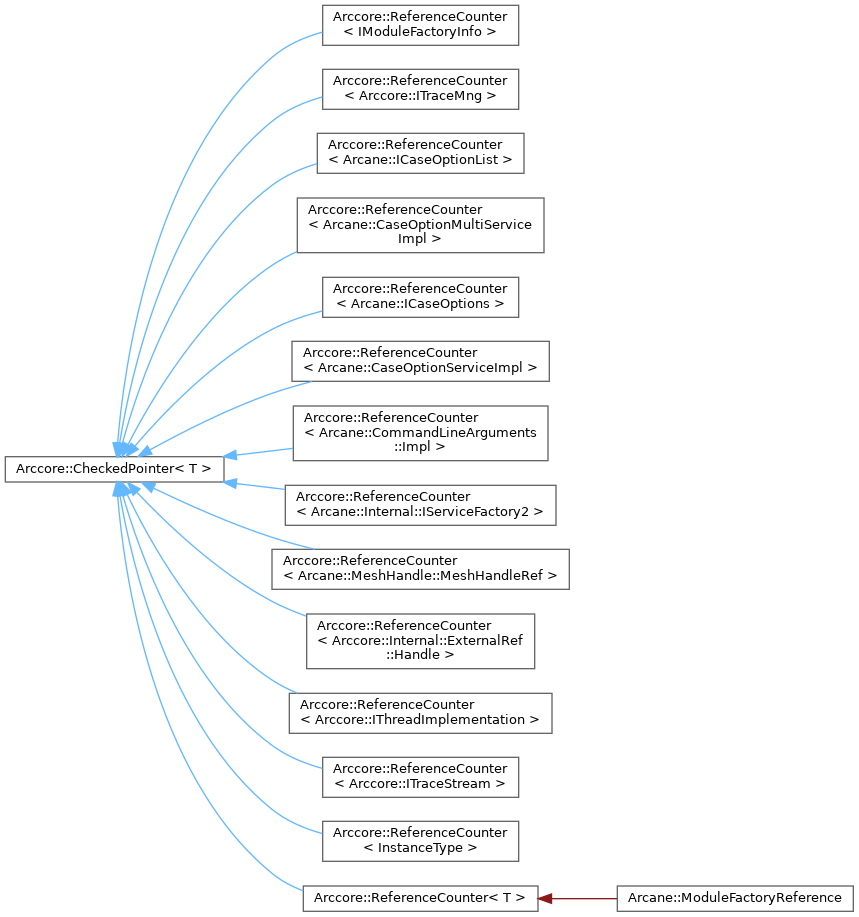 Arccore::ReferenceCounter
< IModuleFactoryInfo >
Arccore::ReferenceCounter
< Arccore::ITraceMng >
Arccore::ReferenceCounter
< Arcane::ICaseOptionList >
Arccore::ReferenceCounter
< Arcane::CaseOptionMultiService
Impl >
Arccore::ReferenceCounter
< Arcane::ICaseOptions >
Arccore::ReferenceCounter
< Arcane::CaseOptionServiceImpl >
Arccore::ReferenceCounter
< Arcane::CommandLineArguments
::Impl >
Arccore::CheckedPointer< T >
Arccore::ReferenceCounter
< Arcane::Internal::IServiceFactory2 >
Arccore::ReferenceCounter
< Arcane::MeshHandle::MeshHandleRef >
Arccore::ReferenceCounter
< Arccore::Internal::ExternalRef
::Handle >
Arccore::ReferenceCounter
< Arccore::IThreadImplementation >
Arccore::ReferenceCounter
< Arccore::ITraceStream >
Arccore::ReferenceCounter
< InstanceType >
Arccore::ReferenceCounter< T >
Arcane::ModuleFactoryReference